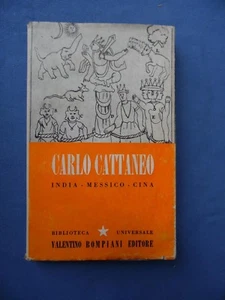 CARLO CATTANEO
INDIA · MESSICO · CINA
BIBLIOTECA ★ UNIVERSALE
VALENTINO BOMPIANI EDITORE